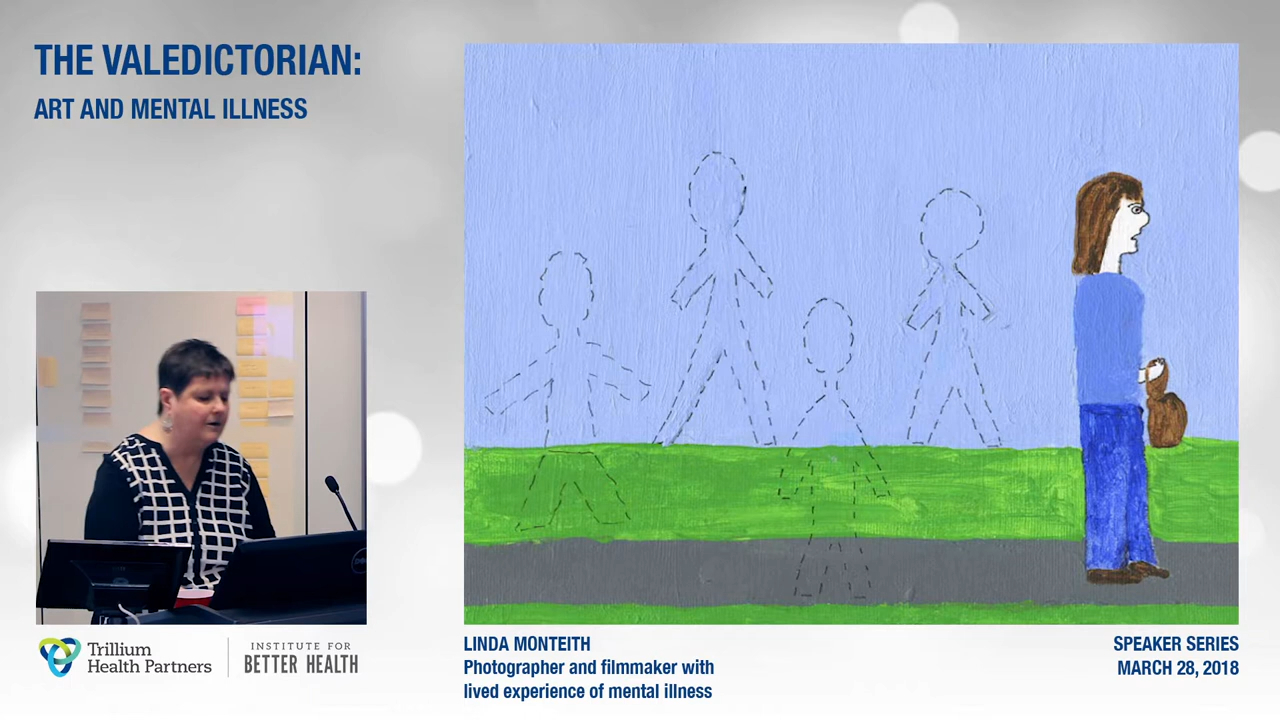 THE VALEDICTORIAN:
ART AND MENTAL ILLNESS
Trillium
Health Partners
INSTITUTE FOR
BETTER HEALTH
LINDA MONTEITH
Photographer and filmmaker with
lived experience of mental illness
SPEAKER SERIES
MARCH 28, 2018